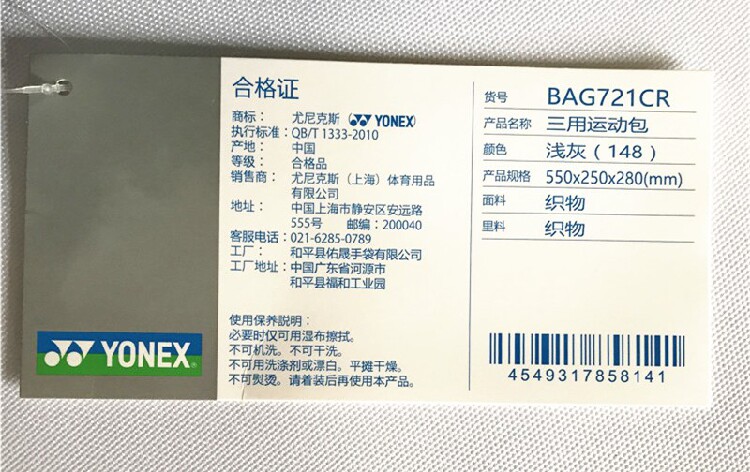 合格证
商标： 尤尼克斯（YONEX）
执行标准：QB/T 1333-2010
产地： 中国
等级： 合格品
销售商： 尤尼克斯（上海）体育用品
有限公司
地址： 中国上海市静安区安远路
555号 邮编：200040
客服电话：021-6285-0789
工厂： 和平县佑晟手袋有限公司
工厂地址：中国广东省河源市
和平县福和工业园
使用保养説明：
必要时仅可用湿布擦拭。
不可机洗。不可干洗。
不可用洗涤剂或漂白。平摊干燥。
不可熨烫。请着装后再使用本产品。
YONEX®
货号 BAG721CR
产品名称 三用运动包
颜色 浅灰（148）
产品规格 550x250x280(mm)
面料 织物
里料 织物
4549317858141